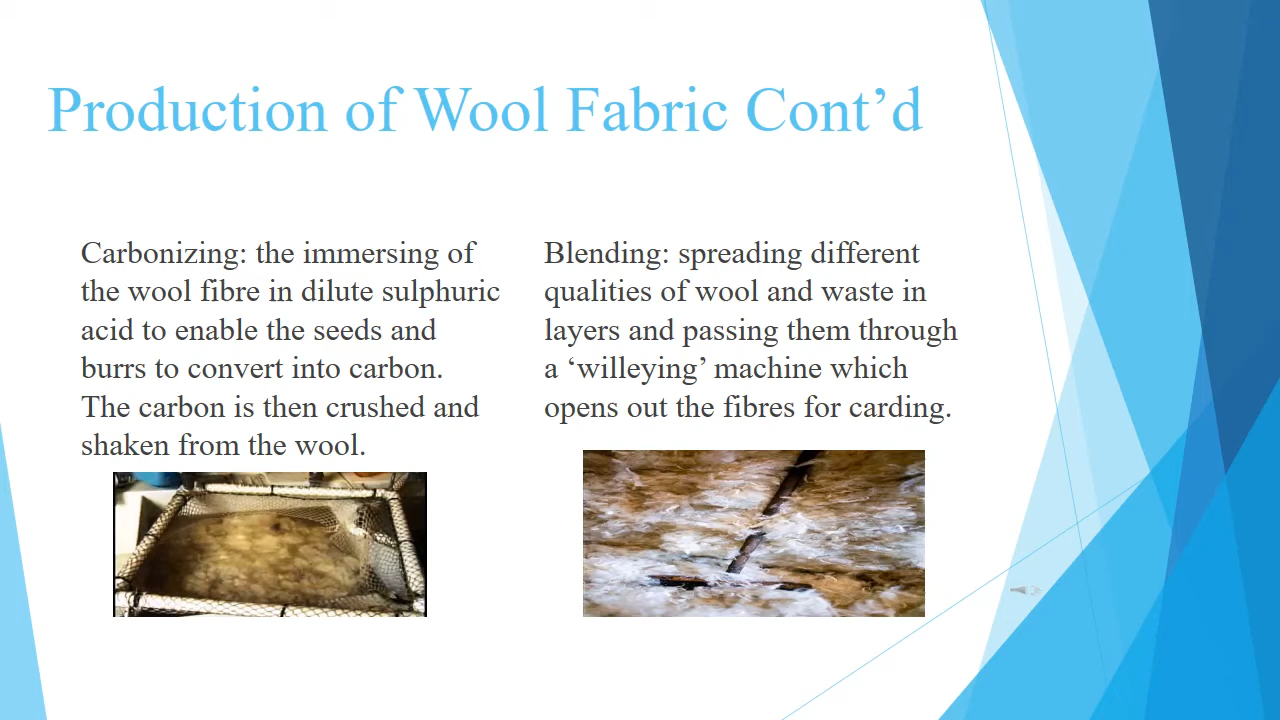 Production of Wool Fabric Cont’d
Carbonizing: the immersing of
the wool fibre in dilute sulphuric
acid to enable the seeds and
burrs to convert into carbon.
The carbon is then crushed and
shaken from the wool.
Blending: spreading different
qualities of wool and waste in
layers and passing them through
a ‘willeying’ machine which
opens out the fibres for carding.